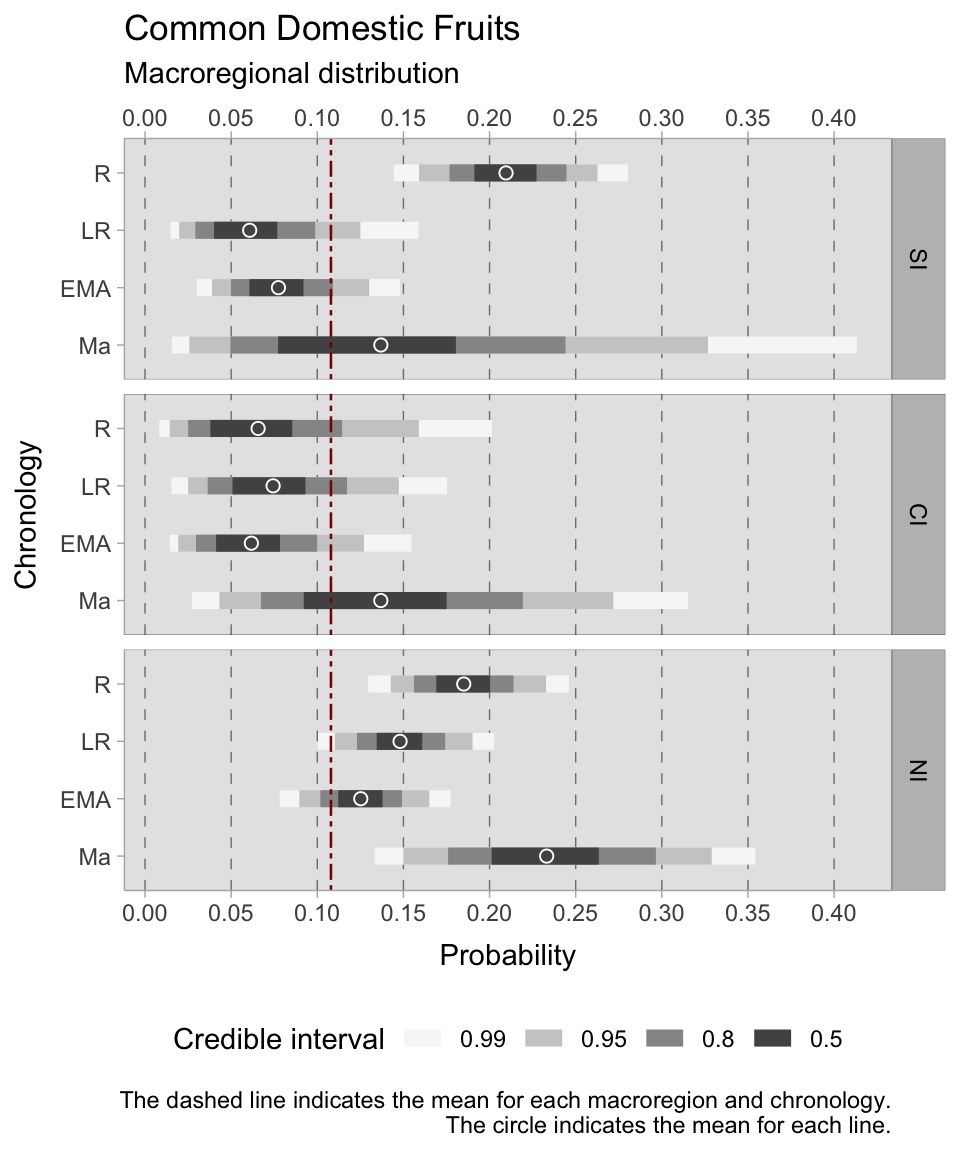 Common Domestic Fruits
Macroregional distribution
0.00 0.05 0.10 0.15 0.20 0.25 0.30 0.35 0.40
R
LR
EMA
Ma
SI
R
LR
EMA
Ma
CI
R
LR
EMA
Ma
NI
Chronology
0.00 0.05 0.10 0.15 0.20 0.25 0.30 0.35 0.40
Probability
Credible interval 0.99 0.95 0.8 0.5
The dashed line indicates the mean for each macroregion and chronology.
The circle indicates the mean for each line.